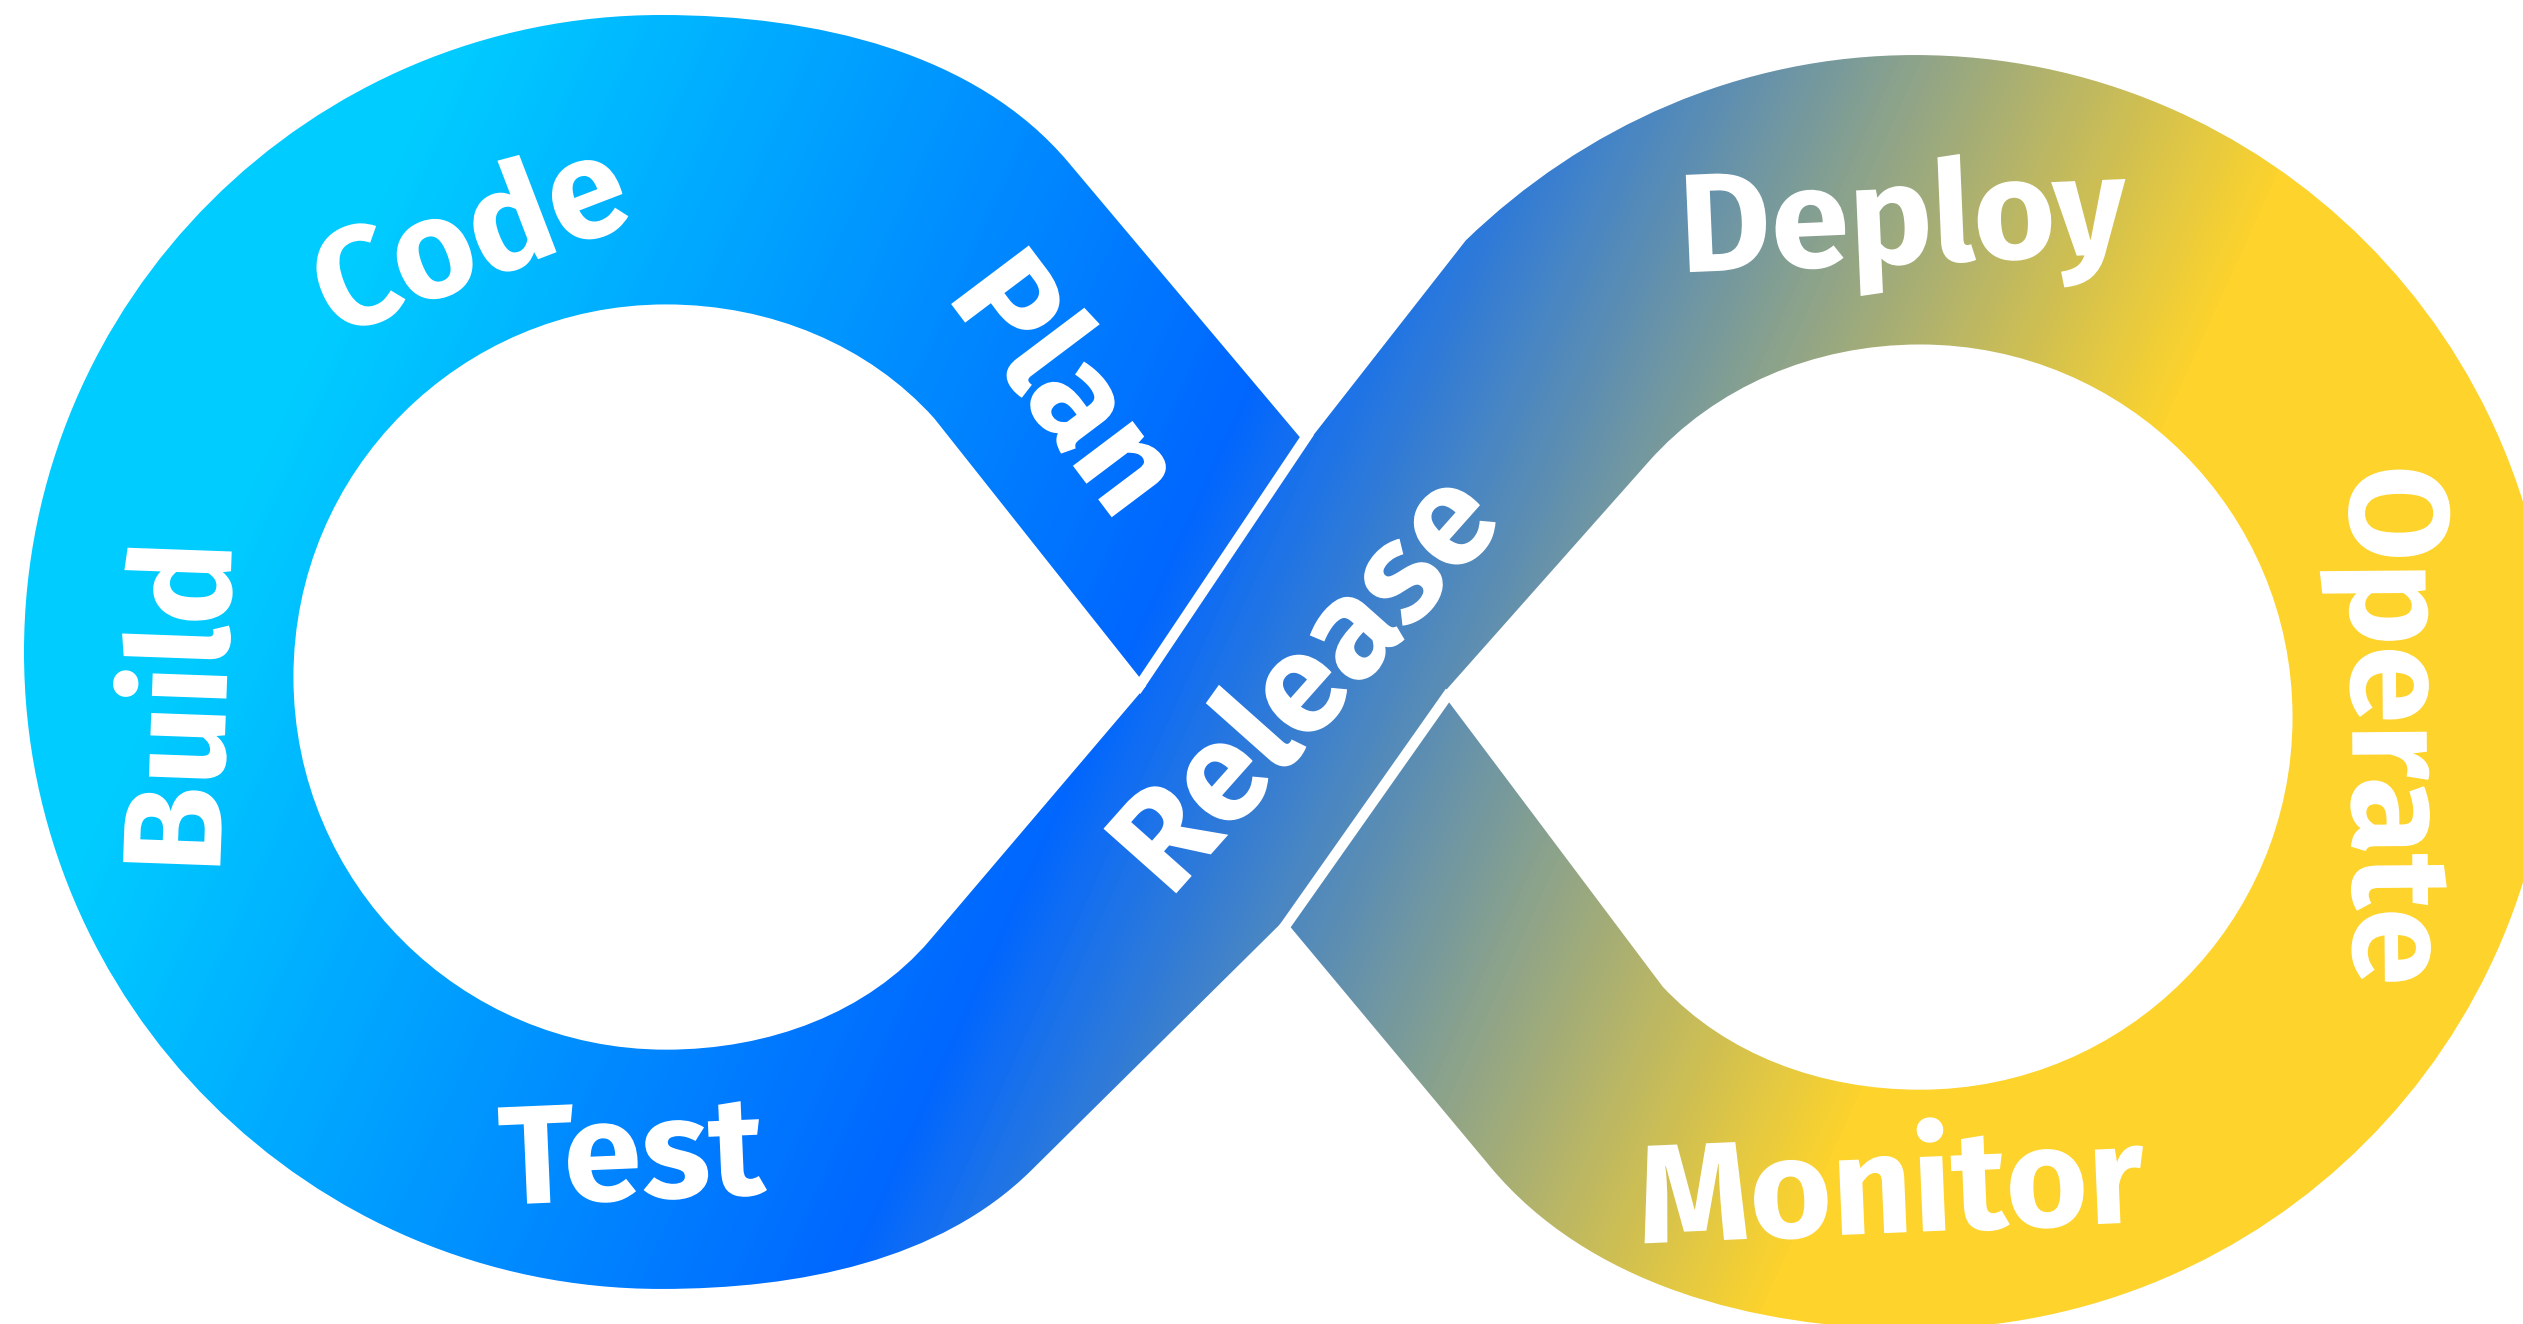 Plan
Code
Build
Test
Release
Deploy
Operate
Monitor